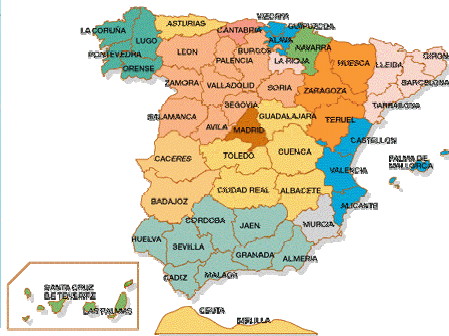 VIZCAYA
GUIPUZCOA
ASTURIAS
CANTABRIA
LA CORUÑA
LUGO
ALAVA
NAVARRA
PONTEVEDRA
LEON
BURGOS
PALENCIA
LA RIOJA
HUESCA
LLEIDA
GIRONA
ORENSE
ZAMORA
VALLADOLID
SORIA
ZARAGOZA
BARCELONA
SEGOVIA
TARRAGONA
SALAMANCA
GUADALAJARA
TERUEL
AVILA
MADRID
CASTELLON
CACERES
TOLEDO
CUENCA
PALMA DE
MALLORCA
VALENCIA
CIUDAD REAL
ALBACETE
BADAJOZ
ALICANTE
CORDOBA
JAEN
MURCIA
HUELVA
SEVILLA
GRANADA
ALMERIA
CADIZ
MALAGA
SANTA CRUZ
DE TENERIFE
LAS PALMAS
CEUTA
MELILLA